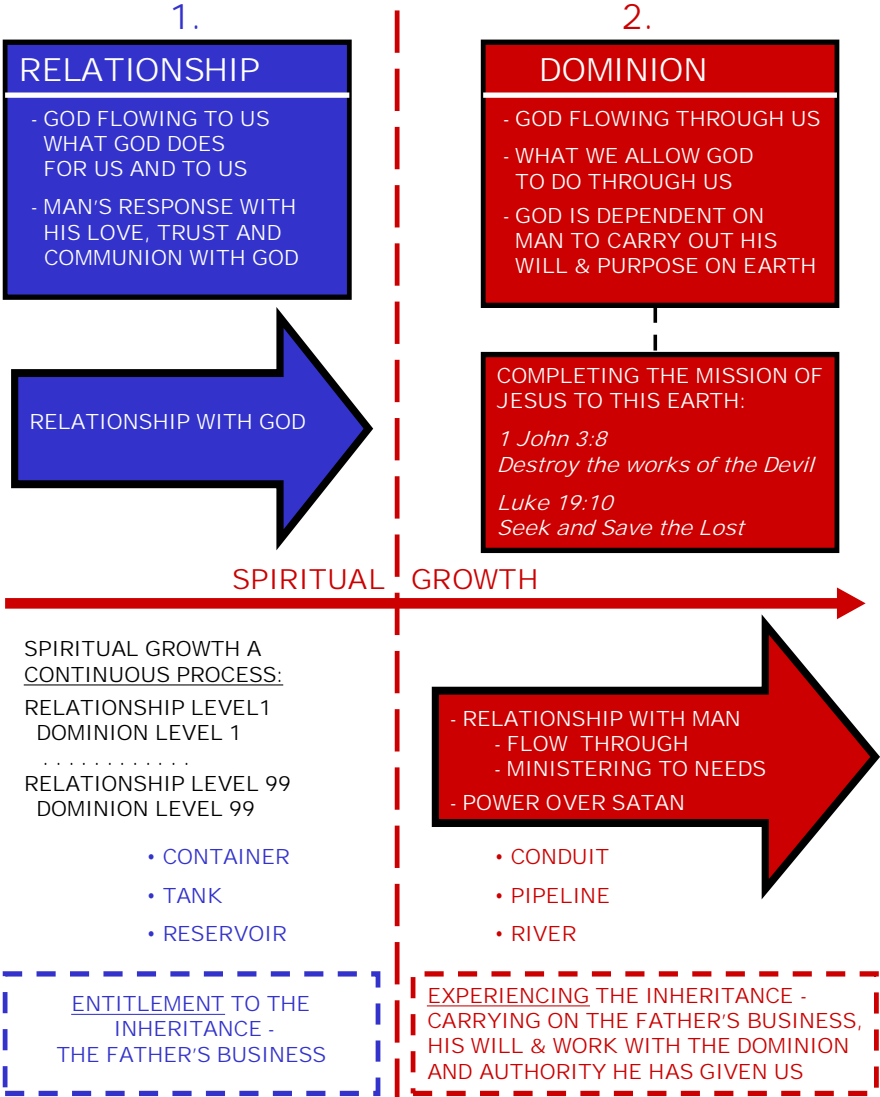 1.
RELATIONSHIP
- GOD FLOWING TO US
WHAT GOD DOES
FOR US AND TO US
- MAN'S RESPONSE WITH
HIS LOVE, TRUST AND
COMMUNION WITH GOD
RELATIONSHIP WITH GOD
2.
DOMINION
- GOD FLOWING THROUGH US
- WHAT WE ALLOW GOD
TO DO THROUGH US
- GOD IS DEPENDENT ON
MAN TO CARRY OUT HIS
WILL & PURPOSE ON EARTH
COMPLETING THE MISSION OF
JESUS TO THIS EARTH:
1 John 3:8
Destroy the works of the Devil
Luke 19:10
Seek and Save the Lost
SPIRITUAL GROWTH
SPIRITUAL GROWTH A
CONTINUOUS PROCESS:
RELATIONSHIP LEVEL1
DOMINION LEVEL 1
. . . . . . . . . . . .
RELATIONSHIP LEVEL 99
DOMINION LEVEL 99
• CONTAINER
• TANK
• RESERVOIR
ENTITLEMENT TO THE
INHERITANCE -
THE FATHER'S BUSINESS
- RELATIONSHIP WITH MAN
- FLOW THROUGH
- MINISTERING TO NEEDS
- POWER OVER SATAN
• CONDUIT
• PIPELINE
• RIVER
EXPERIENCING THE INHERITANCE -
CARRYING ON THE FATHER'S BUSINESS,
HIS WILL & WORK WITH THE DOMINION
AND AUTHORITY HE HAS GIVEN US